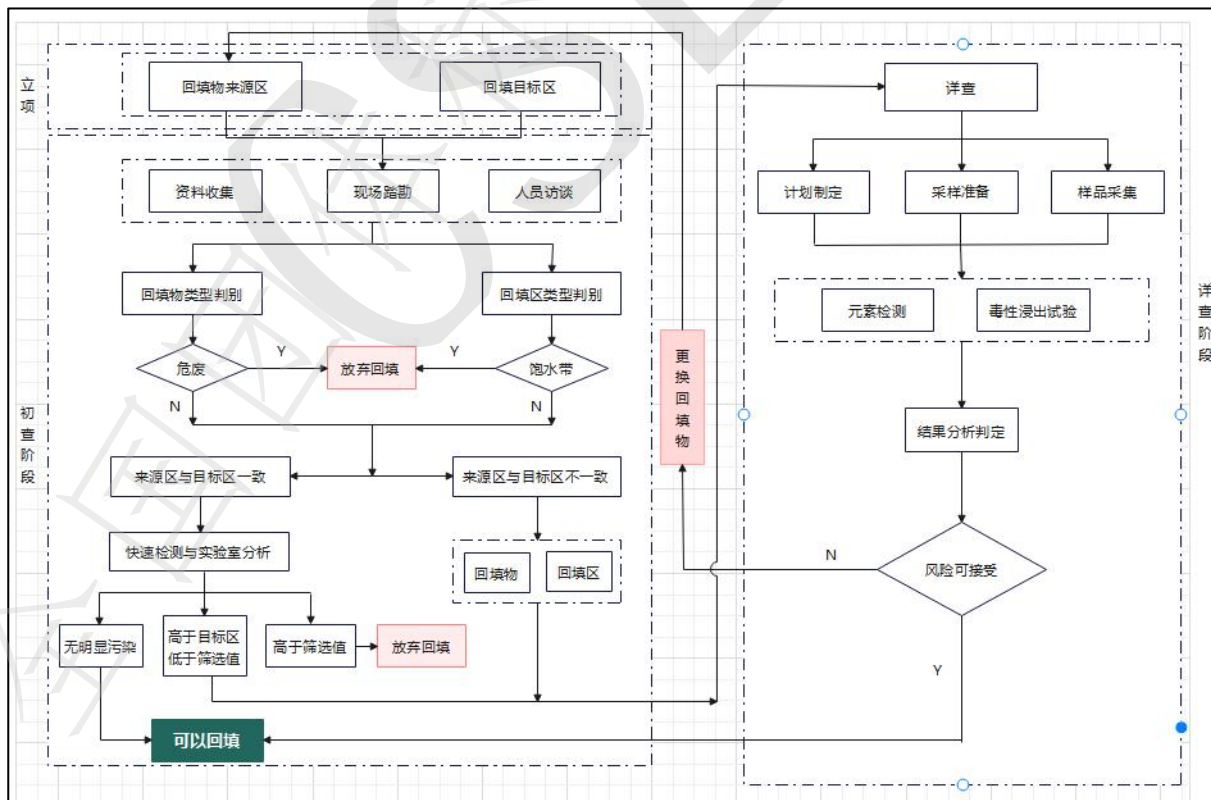 立
项
回填物来源区
回填目标区
初
查
阶
段
资料收集
现场踏勘
人员访谈
回填物类型判别
回填区类型判别
危废
Y
放弃回填
Y
饱水带
N
N
来源区与目标区一致
来源区与目标区不一致
快速检测与实验室分析
回填物
回填区
无明显污染
高于目标区
低于筛选值
高于筛选值
放弃回填
可以回填
更
换
回
填
物
详查
计划制定
采样准备
样品采集
元素检测
毒性浸出试验
结果分析判定
N
风险可接受
Y
详
查
阶
段
全国团体标
CSE